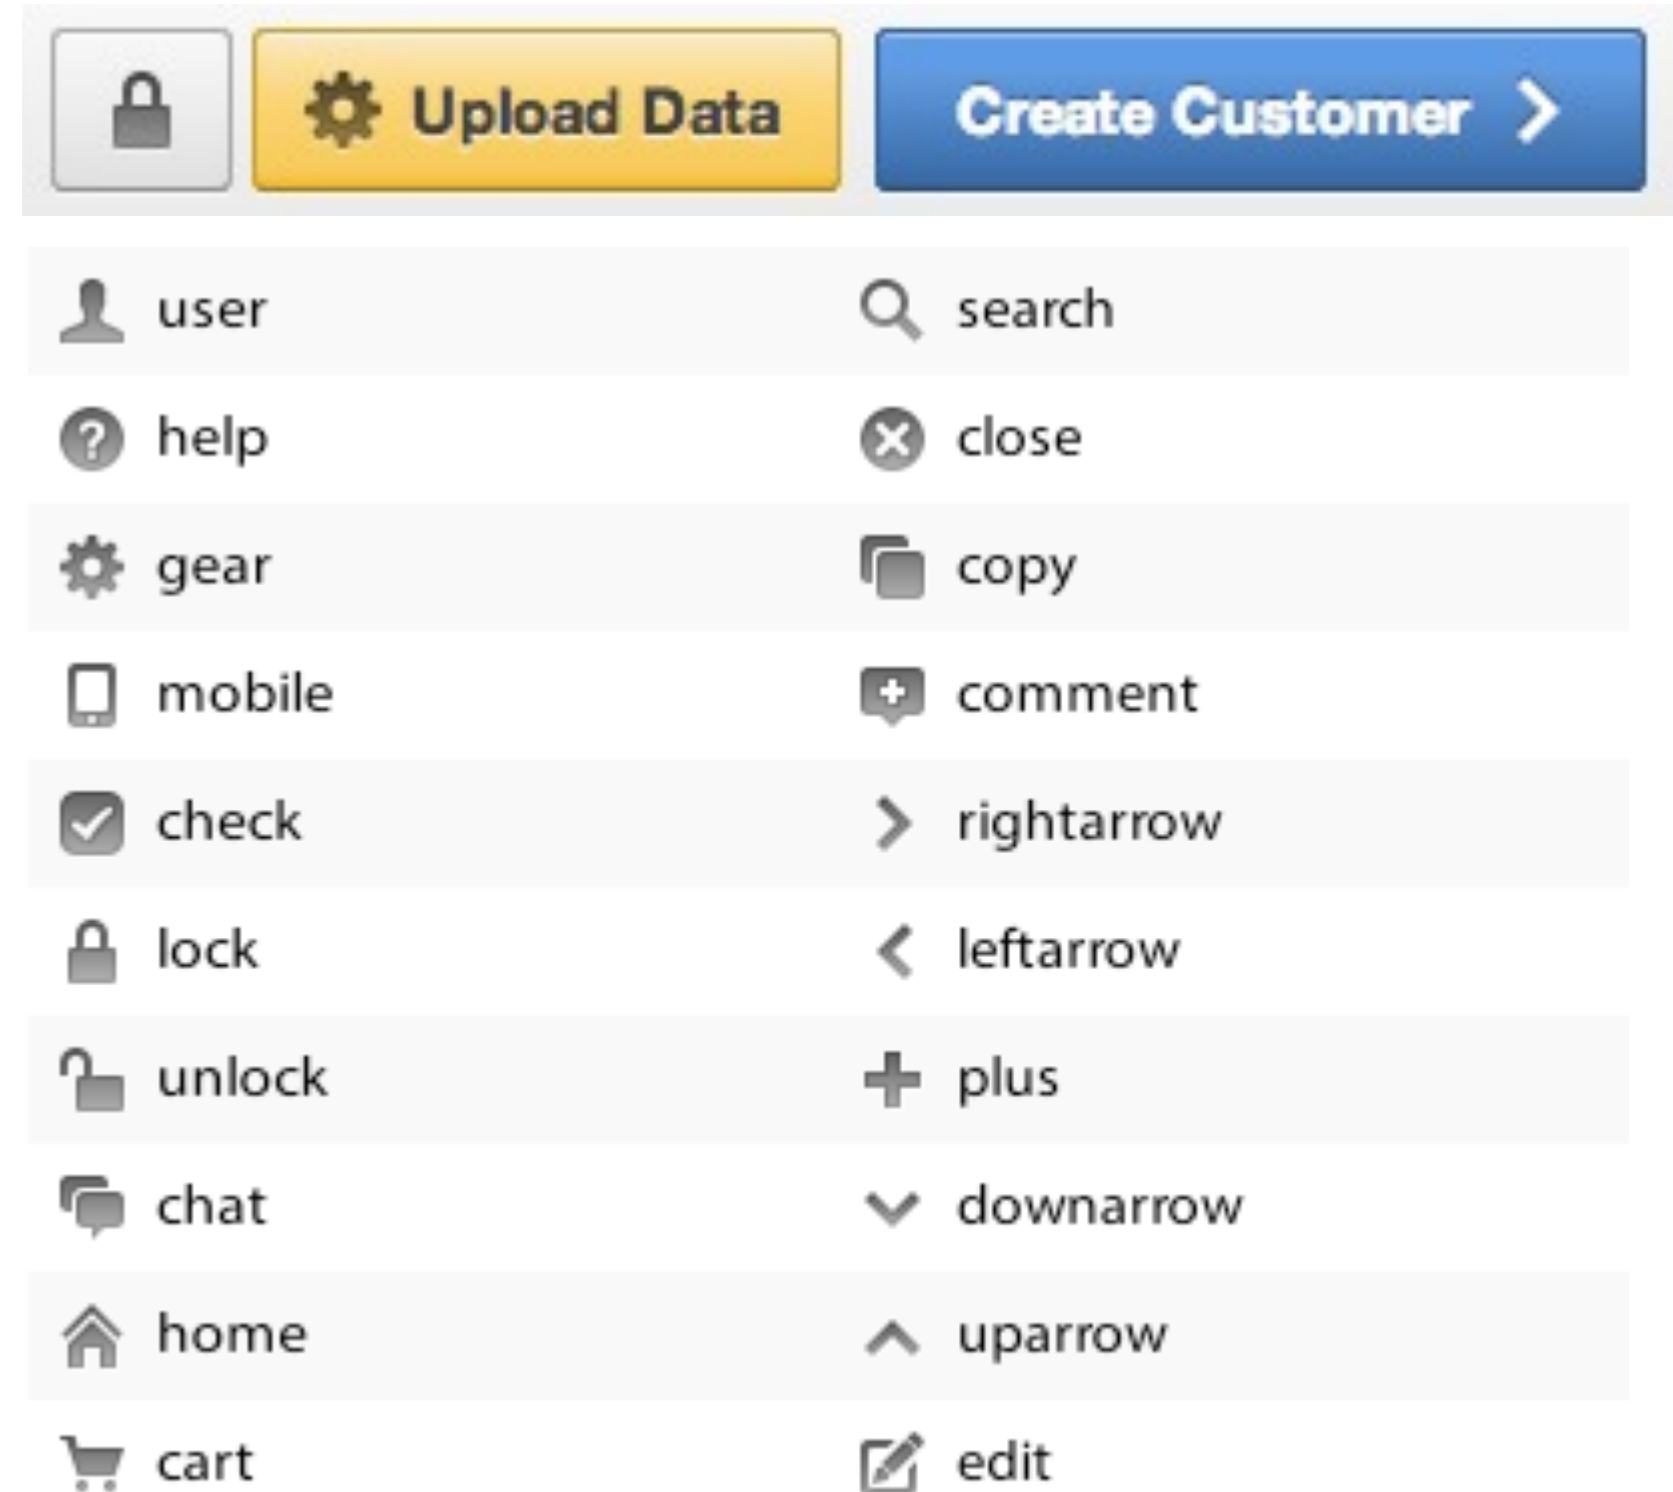 Upload Data Create Customer
user search
help close
gear copy
mobile comment
check rightarrow
lock leftarrow
unlock plus
chat downarrow
home uparrow
cart edit